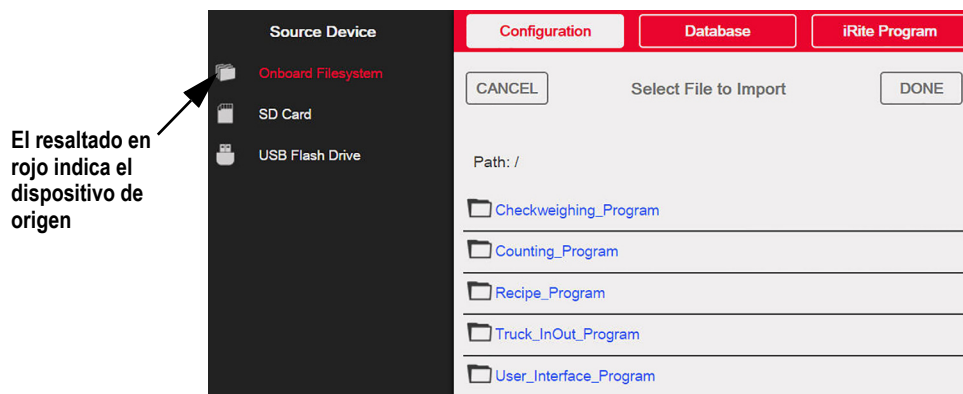 El resaltado en
rojo indica el
dispositivo de
origen
Source Device
Onboard Filesystem
SD Card
USB Flash Drive
Configuration
Database
iRite Program
CANCEL
Select File to Import
DONE
Path: /
Checkweighing_Program
Counting_Program
Recipe_Program
Truck_InOut_Program
User_Interface_Program